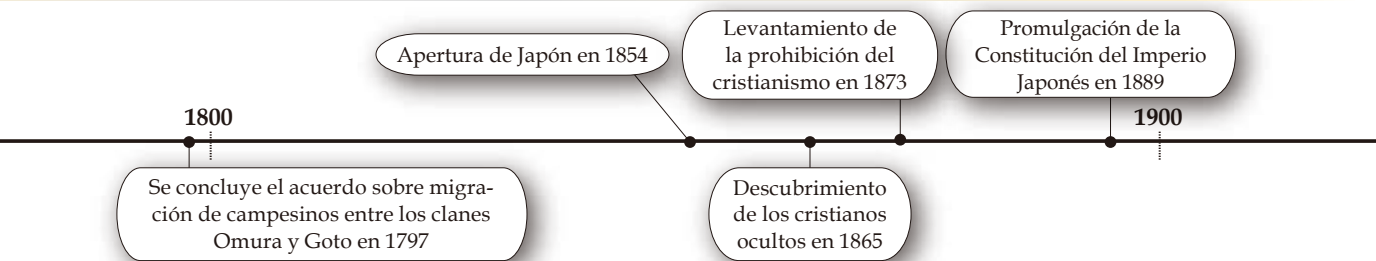 Apertura de Japón en 1854
Levantamiento de
la prohibición del
cristianismo en 1873
Promulgación de la
Constitución del Imperio
Japonés en 1889
1800
1900
Se concluye el acuerdo sobre migra-
ción de campesinos entre los clanes
Omura y Goto en 1797
Descubrimiento
de los cristianos
ocultos en 1865